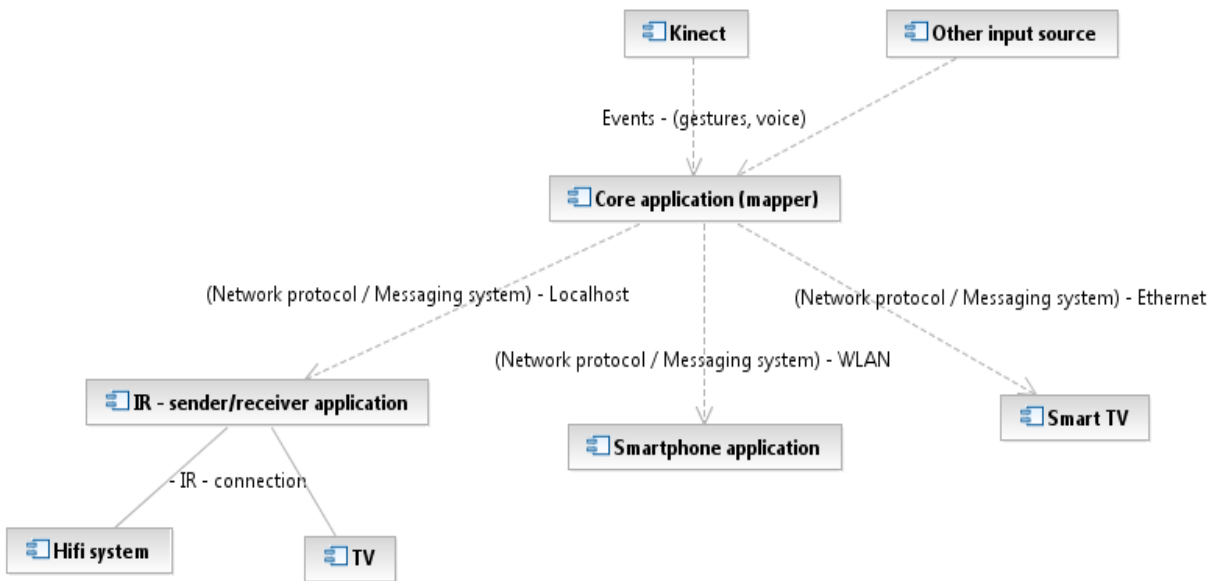 Kinect
Other input source
Events - (gestures, voice)
Core application (mapper)
(Network protocol / Messaging system) - Localhost
(Network protocol / Messaging system) - Ethernet
(Network protocol / Messaging system) - WLAN
IR - sender/receiver application
Smart TV
Smartphone application
- IR - connection
Hifi system
TV